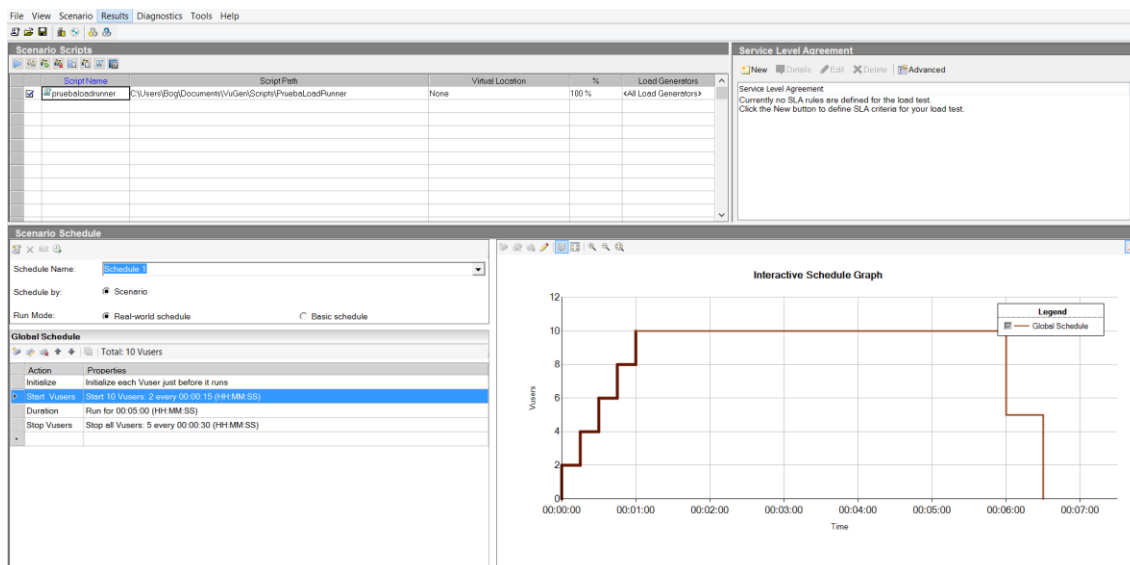 File View Scenario Results Diagnostics Tools Help
Scenario Scripts
Script Name Script Path Virtual Location % Load Generators
pruebaloadrunner C:\Users\Bog\Documents\VuGen\Scripts\PruebaLoadRunner None 100 % <All Load Generators>
Service Level Agreement
New Details Edit Delete Advanced
Service Level Agreement
Currently no SLA rules are defined for the load test.
Click the New button to define SLA criteria for your load test.
Scenario Schedule
Schedule Name: Schedule 1
Schedule by: Scenario
Run Mode: Real-world schedule Basic schedule
Global Schedule
Total: 10 Vusers
Action Properties
Initialize Initialize each Vuser just before it runs
Start Vusers Start 10 Vusers: 2 every 00:00:15 (HH:MM:SS)
Duration Run for 00:05:00 (HH:MM:SS)
Stop Vusers Stop all Vusers: 5 every 00:00:30 (HH:MM:SS)
Interactive Schedule Graph
12
10
8
6
4
2
0
Vusers
Legend
Global Schedule
00:00:00 00:01:00 00:02:00 00:03:00 00:04:00 00:05:00 00:06:00 00:07:00
Time